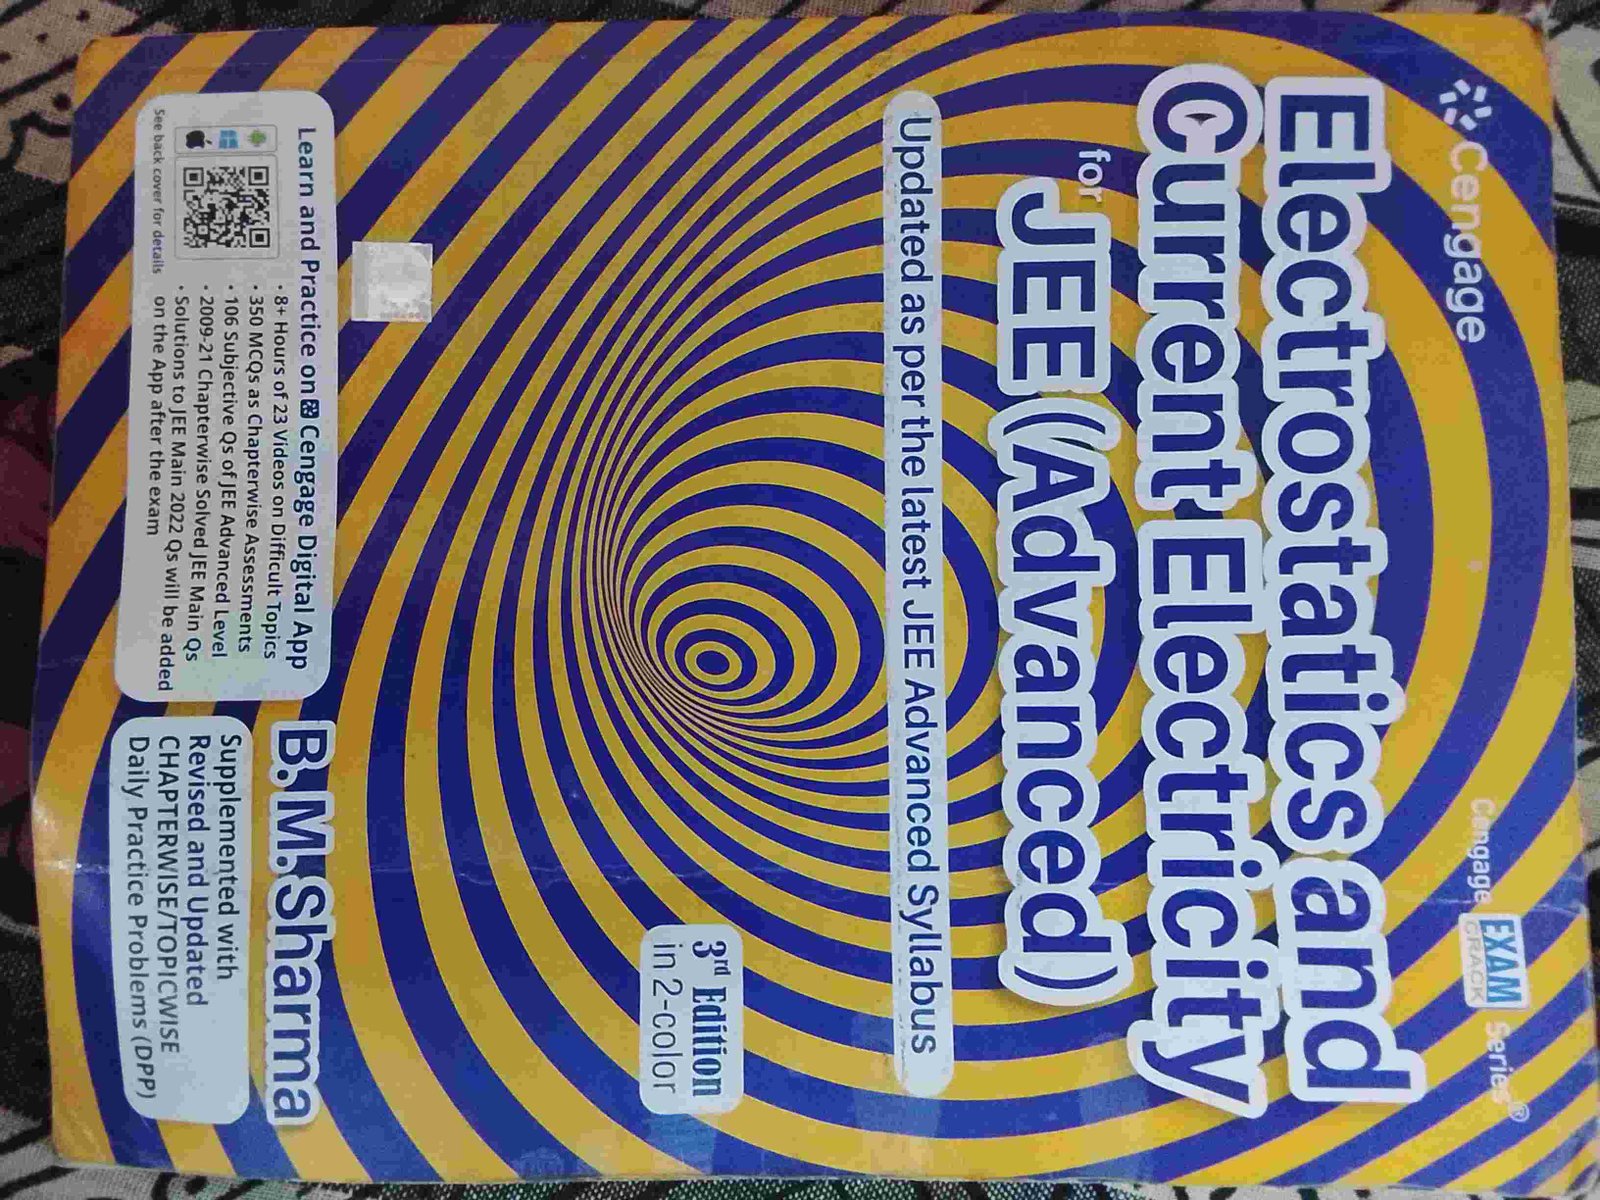 Cengage
Cengage EXAM CRACK Series®
Electrostatics and
Current Electricity
for JEE (Advanced)
Updated as per the latest JEE Advanced Syllabus
3rd Edition
in 2-color
Learn and Practice on Cengage Digital App
· 8+ Hours of 23 Videos on Difficult Topics
· 350 MCQs as Chapterwise Assessments
· 106 Subjective Qs of JEE Advanced Level
· 2009-21 Chapterwise Solved JEE Main Qs
· Solutions to JEE Main 2022 Qs will be added
on the App after the exam
See back cover for details
B. M. Sharma
Supplemented with
Revised and Updated
CHAPTERWISE/TOPICWISE
Daily Practice Problems (DPP)